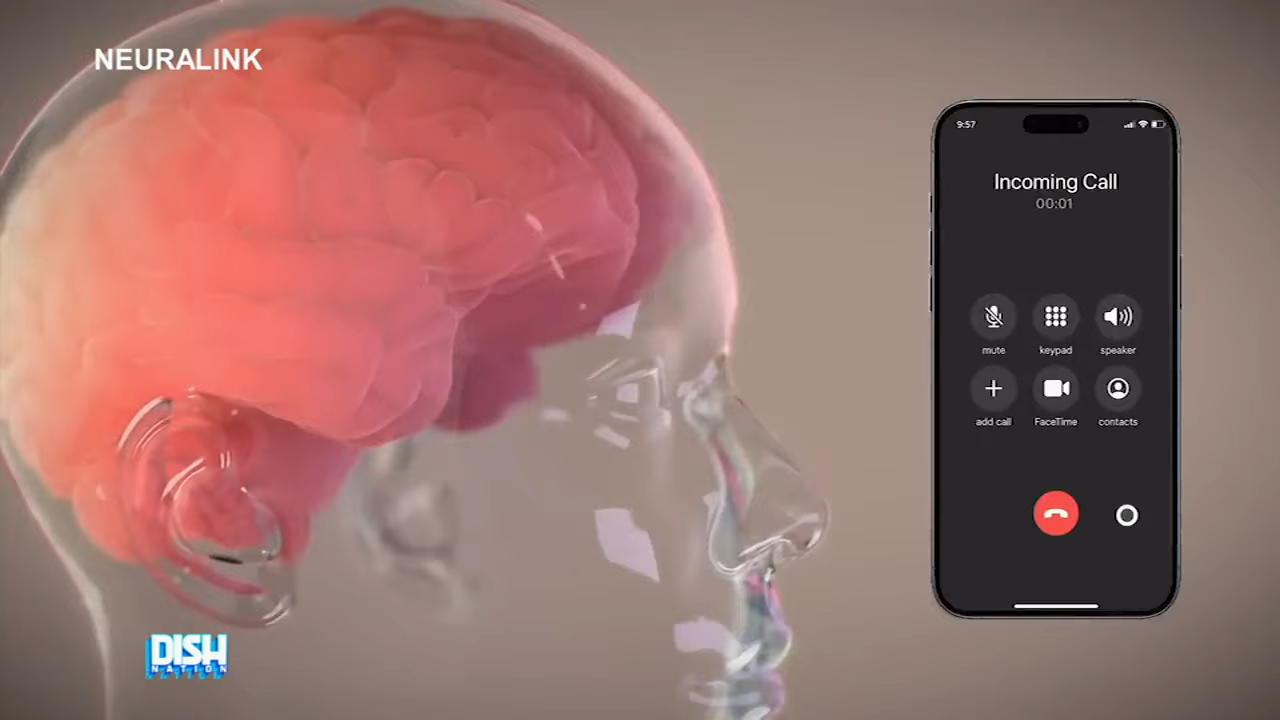 NEURALINK
9:57
Incoming Call
00:01
mute
keypad
speaker
add call
FaceTime
contacts
DISH
NATION